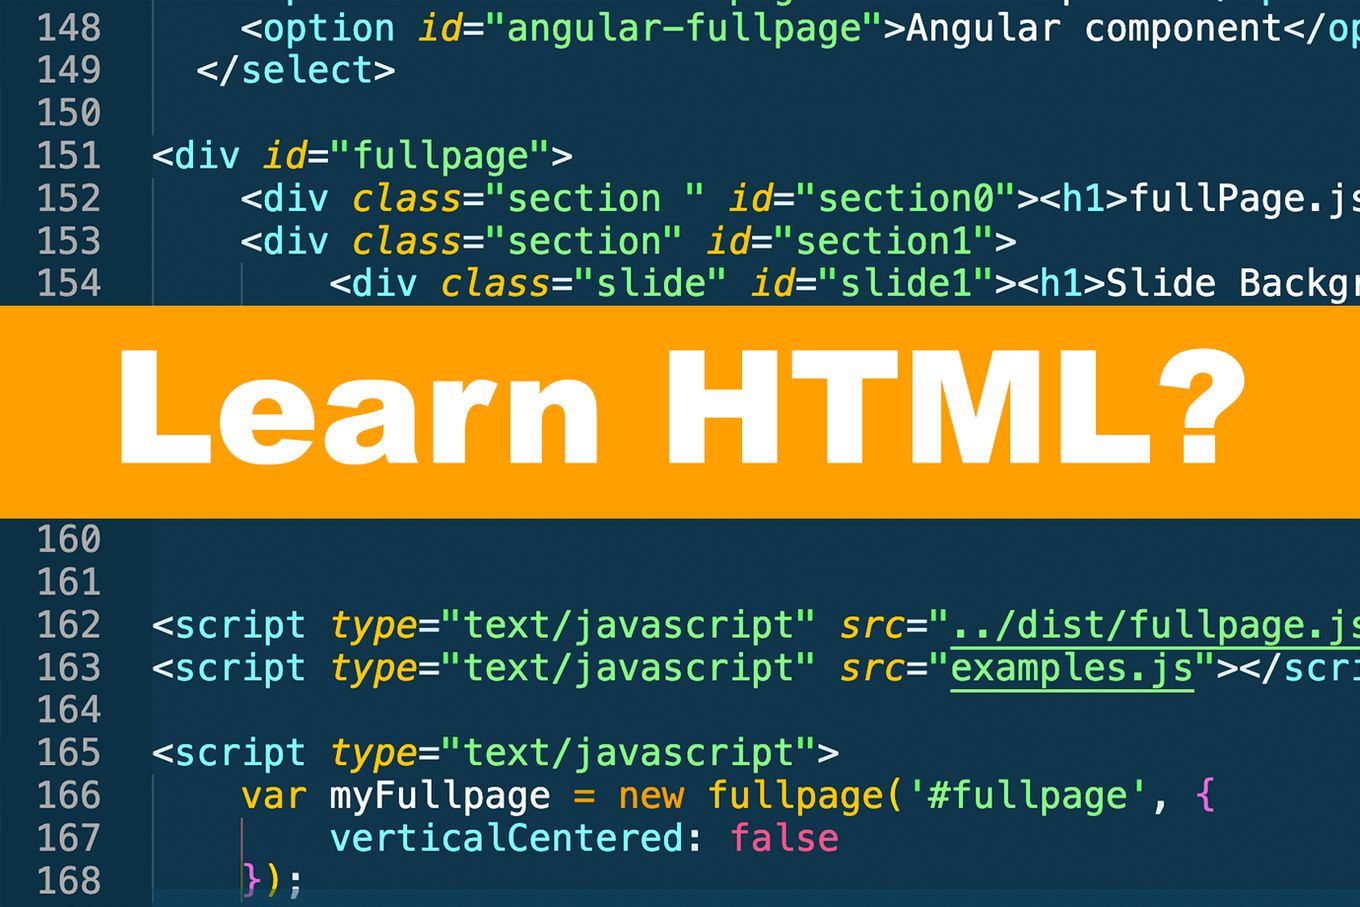 148 <option id="angular-fullpage">Angular component</op
149 </select>
150
151 <div id="fullpage">
152 <div class="section " id="section0"><h1>fullPage.js
153 <div class="section" id="section1">
154 <div class="slide" id="slide1"><h1>Slide Backgr
Learn HTML?
160
161
162 <script type="text/javascript" src="../dist/fullpage.js
163 <script type="text/javascript" src="examples.js"></scri
164
165 <script type="text/javascript">
166 var myFullpage = new fullpage('#fullpage', {
167 verticalCentered: false
168 });